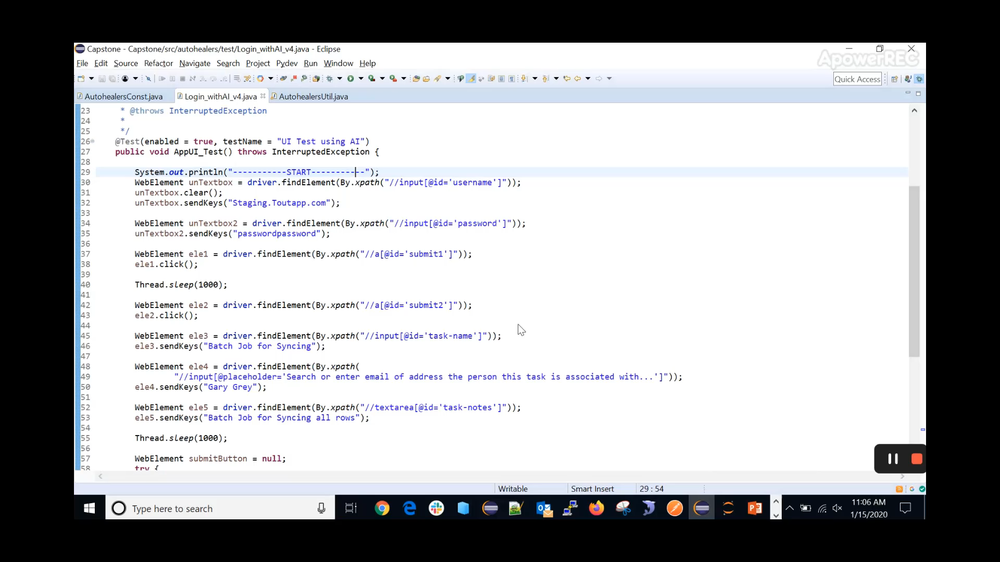 Capstone - Capstone/src/autohealers/test/Login_withAI_v4.java - Eclipse
ApowerREC
File Edit Source Refactor Navigate Search Project Pydev Run Window Help
Quick Access
AutohealersConst.java Login_withAI_v4.java AutohealersUtil.java
23 * @throws InterruptedException
24 *
25 */
26 @Test(enabled = true, testName = "UI Test using AI")
27 public void AppUI_Test() throws InterruptedException {
28
29 System.out.println("-----------START-----------");
30 WebElement unTextbox = driver.findElement(By.xpath("//input[@id='username']"));
31 unTextbox.clear();
32 unTextbox.sendKeys("Staging.Toutapp.com");
33
34 WebElement unTextbox2 = driver.findElement(By.xpath("//input[@id='password']"));
35 unTextbox2.sendKeys("passwordpassword");
36
37 WebElement ele1 = driver.findElement(By.xpath("//a[@id='submit1']"));
38 ele1.click();
39
40 Thread.sleep(1000);
41
42 WebElement ele2 = driver.findElement(By.xpath("//a[@id='submit2']"));
43 ele2.click();
44
45 WebElement ele3 = driver.findElement(By.xpath("//input[@id='task-name']"));
46 ele3.sendKeys("Batch Job for Syncing");
47
48 WebElement ele4 = driver.findElement(By.xpath(
49 "//input[@placeholder='Search or enter email of address the person this task is associated with...']"));
50 ele4.sendKeys("Gary Grey");
51
52 WebElement ele5 = driver.findElement(By.xpath("//textarea[@id='task-notes']"));
53 ele5.sendKeys("Batch Job for Syncing all rows");
54
55 Thread.sleep(1000);
56
57 WebElement submitButton = null;
58 try {
Writable Smart Insert 29 : 54
Type here to search
11:06 AM
1/15/2020